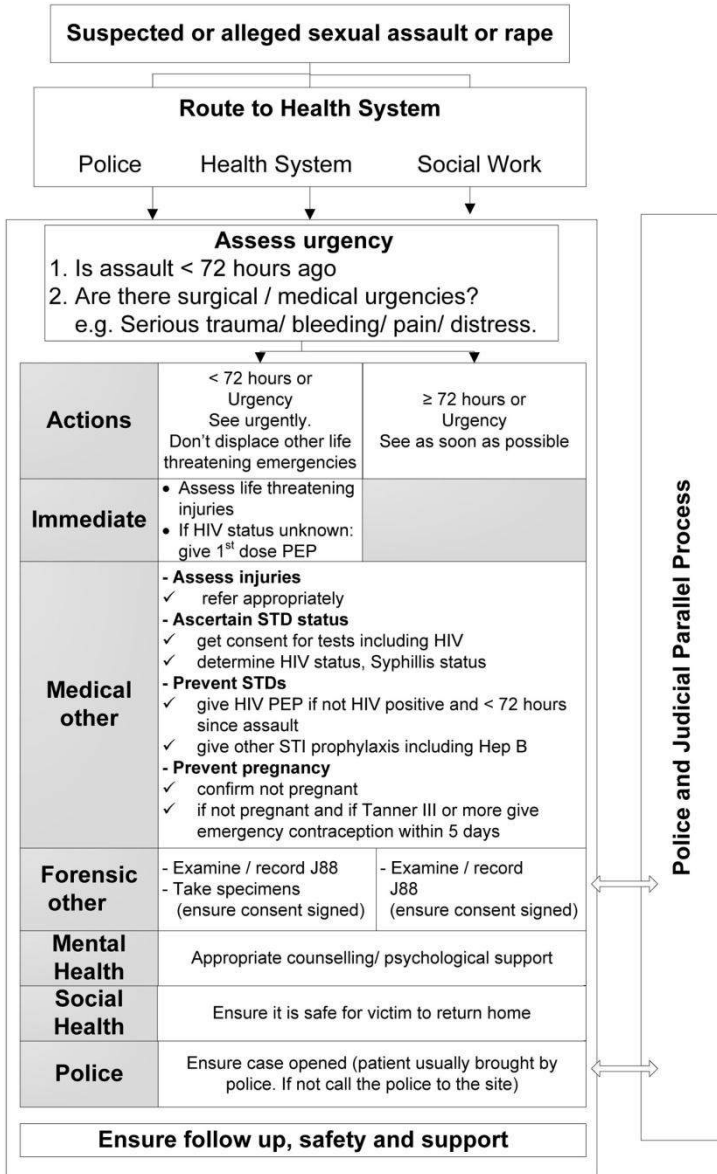 Suspected or alleged sexual assault or rape
Route to Health System
Police Health System Social Work
Assess urgency
1. Is assault < 72 hours ago
2. Are there surgical / medical urgencies?
e.g. Serious trauma/ bleeding/ pain/ distress.
Actions
< 72 hours or
Urgency
See urgently.
Don't displace other life
threatening emergencies
≥ 72 hours or
Urgency
See as soon as possible
Immediate
• Assess life threatening
injuries
• If HIV status unknown:
give 1st dose PEP
Medical
other
- Assess injuries
✓ refer appropriately
- Ascertain STD status
✓ get consent for tests including HIV
✓ determine HIV status, Syphillis status
- Prevent STDs
✓ give HIV PEP if not HIV positive and < 72 hours
since assault
✓ give other STI prophylaxis including Hep B
- Prevent pregnancy
✓ confirm not pregnant
✓ if not pregnant and if Tanner III or more give
emergency contraception within 5 days
Forensic
other
- Examine / record J88
- Take specimens
(ensure consent signed)
- Examine / record
J88
(ensure consent signed)
Mental
Health
Appropriate counselling/ psychological support
Social
Health
Ensure it is safe for victim to return home
Police
Ensure case opened (patient usually brought by
police. If not call the police to the site)
Ensure follow up, safety and support
Police and Judicial Parallel Process